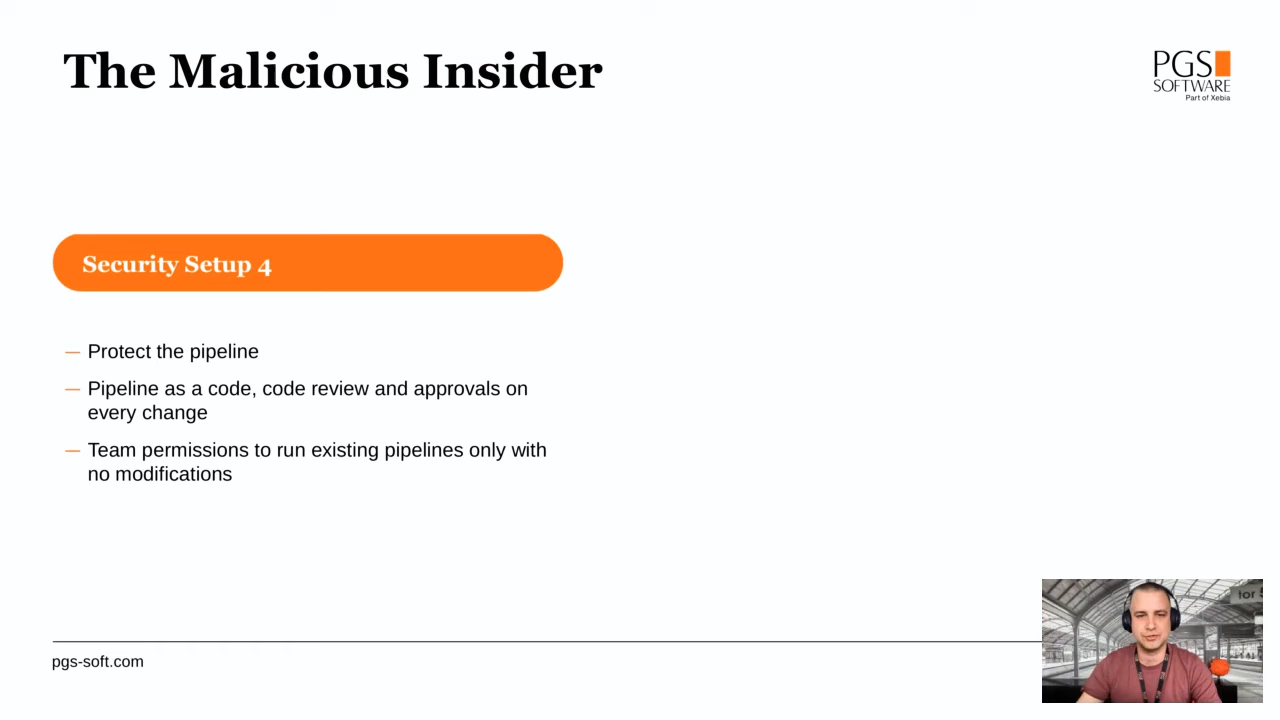 The Malicious Insider
PGS
SOFTWARE
Part of Xebia
Security Setup 4
— Protect the pipeline
— Pipeline as a code, code review and approvals on
every change
— Team permissions to run existing pipelines only with
no modifications
tor
pgs-soft.com